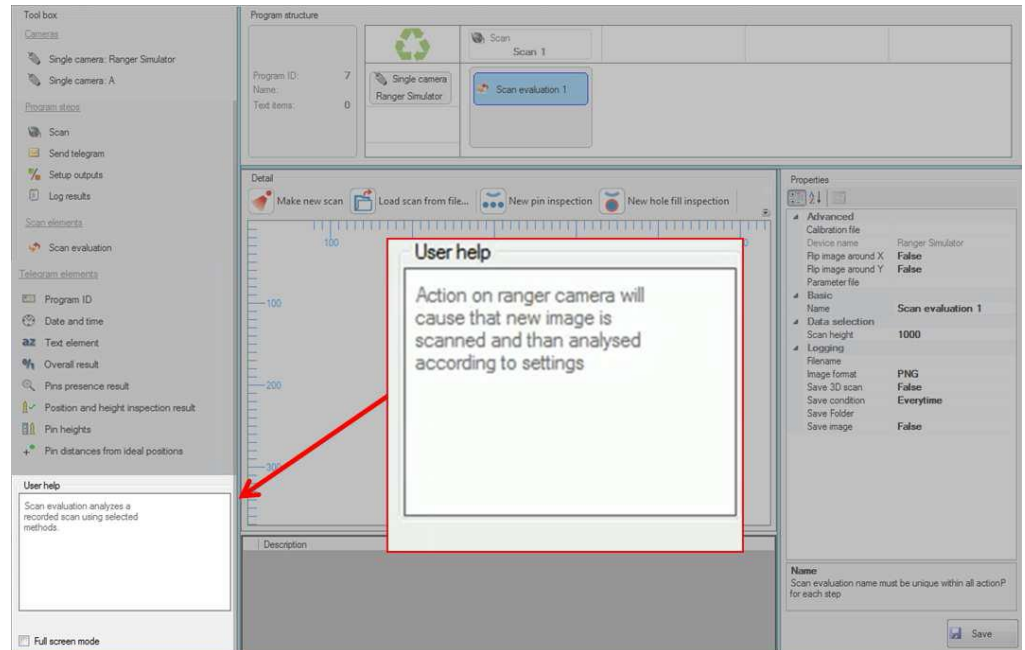 Tool box
Cameras
Single camera: Ranger Simulator
Single camera: A
Program steps
Scan
Send telegram
Setup outputs
Log results
Scan elements
Scan evaluation
Telegram elements
Program ID
Date and time
az Text element
Overall result
Pins presence result
Position and height inspection result
Pin heights
Pin distances from ideal positions
User help
Scan evaluation analyzes a
recorded scan using selected
methods.
Full screen mode
Program structure
Program ID: 7
Name:
Text items: 0
Single camera
Ranger Simulator
Scan
Scan 1
Scan evaluation 1
Detail
Make new scan
Load scan from file...
New pin inspection
New hole fill inspection
100
100
200
300
User help
Action on ranger camera will
cause that new image is
scanned and than analysed
according to settings
Description
Properties
Advanced
Calibration file
Device name Ranger Simulator
Flip image around X False
Flip image around Y False
Parameter file
Basic
Name Scan evaluation 1
Data selection
Scan height 1000
Logging
Filename
Image format PNG
Save 3D scan False
Save condition Everytime
Save Folder
Save image False
Name
Scan evaluation name must be unique within all actionP
for each step
Save